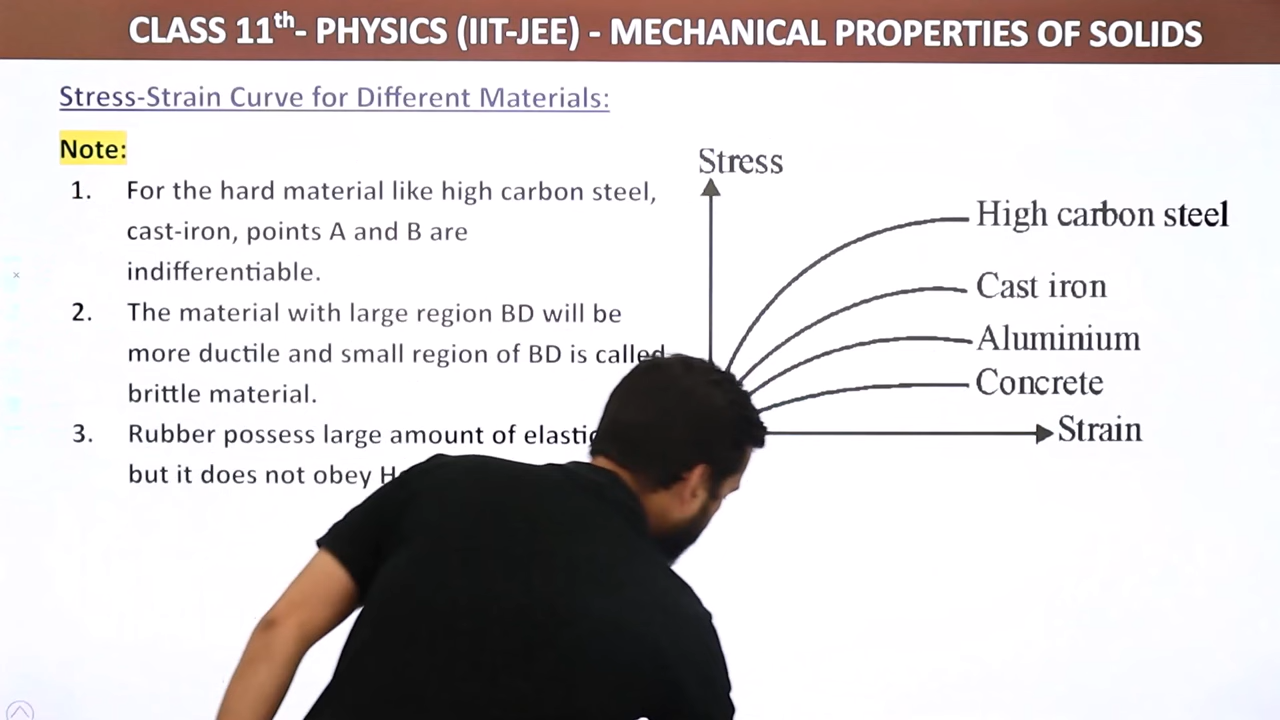 CLASS 11th- PHYSICS (IIT-JEE) - MECHANICAL PROPERTIES OF SOLIDS
Stress-Strain Curve for Different Materials:
Note:
1. For the hard material like high carbon steel,
cast-iron, points A and B are
indifferentiable.
2. The material with large region BD will be
more ductile and small region of BD is called
brittle material.
3. Rubber possess large amount of
but it does not obey
Stress
High carbon steel
Cast iron
Aluminium
Concrete
Strain